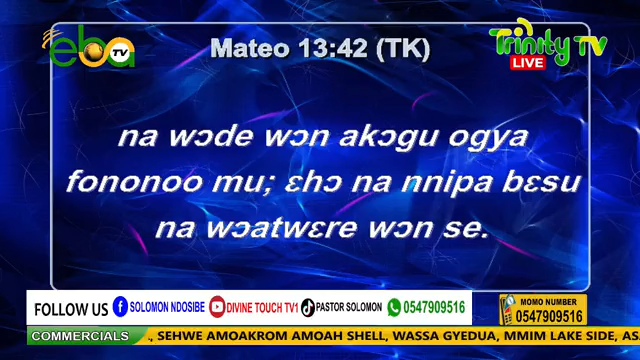 eba TV
Mateo 13:42 (TK)
Trinity TV
LIVE
na wɔde wɔn akɔgu ogya
fononoo mu; ɛhɔ na nnipa bɛsu
na wɔatwɛre wɔn se.
FOLLOW US SOLOMON NDOSIBE DIVINE TOUCH TV1 PASTOR SOLOMON 0547909516
MOMO NUMBER
0547909516
COMMERCIALS ., SEHWE AMOAKROM AMOAH SHELL, WASSA GYEDUA, MMIM LAKE SIDE, AS